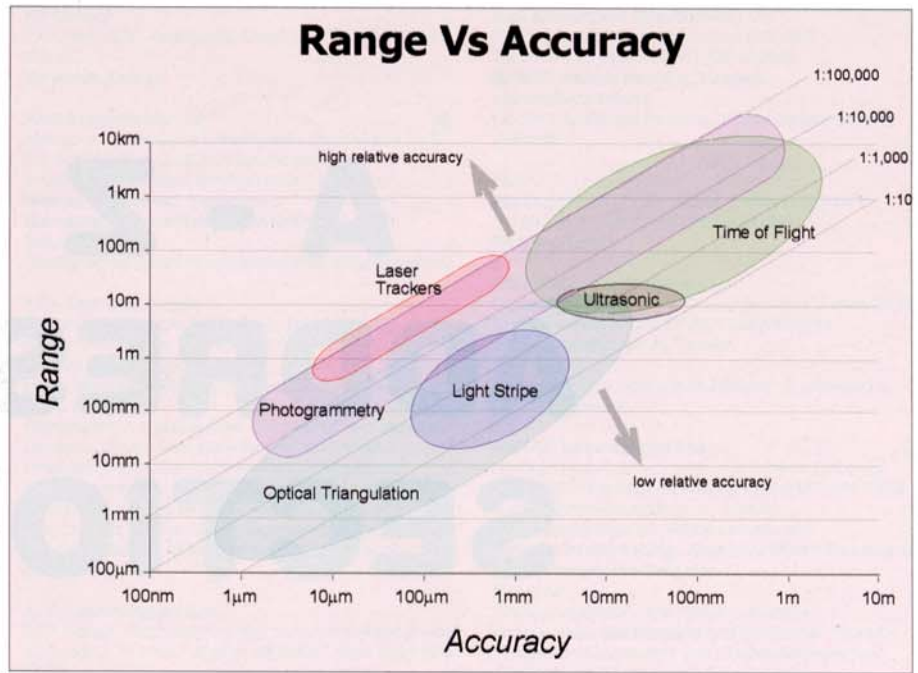 Range Vs Accuracy
1:100,000
1:10,000
1:1,000
1:10
10km
1km
100m
10m
1m
100mm
10mm
1mm
100µm
Range
high relative accuracy
Time of Flight
Laser
Trackers
Ultrasonic
Light Stripe
Photogrammetry
low relative accuracy
Optical Triangulation
100mm
1µm
10µm
100µm
1mm
10mm
100mm
1m
10m
Accuracy